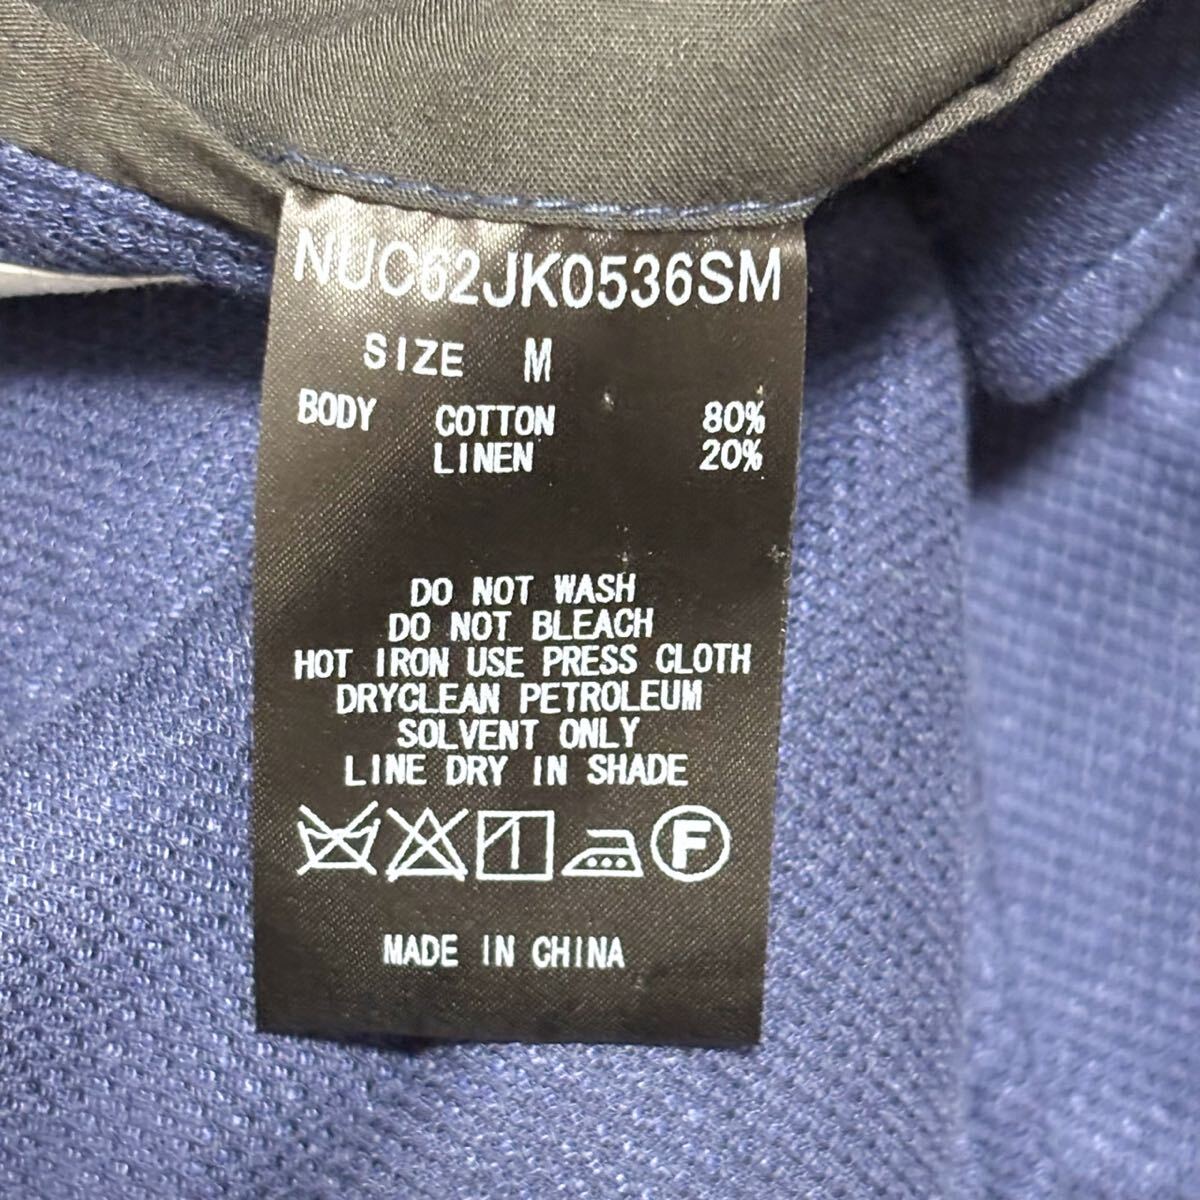 NUC62JK0536SM
SIZE M
BODY COTTON 80%
LINEN 20%
DO NOT WASH
DO NOT BLEACH
HOT IRON USE PRESS CLOTH
DRYCLEAN PETROLEUM
SOLVENT ONLY
LINE DRY IN SHADE
F
MADE IN CHINA